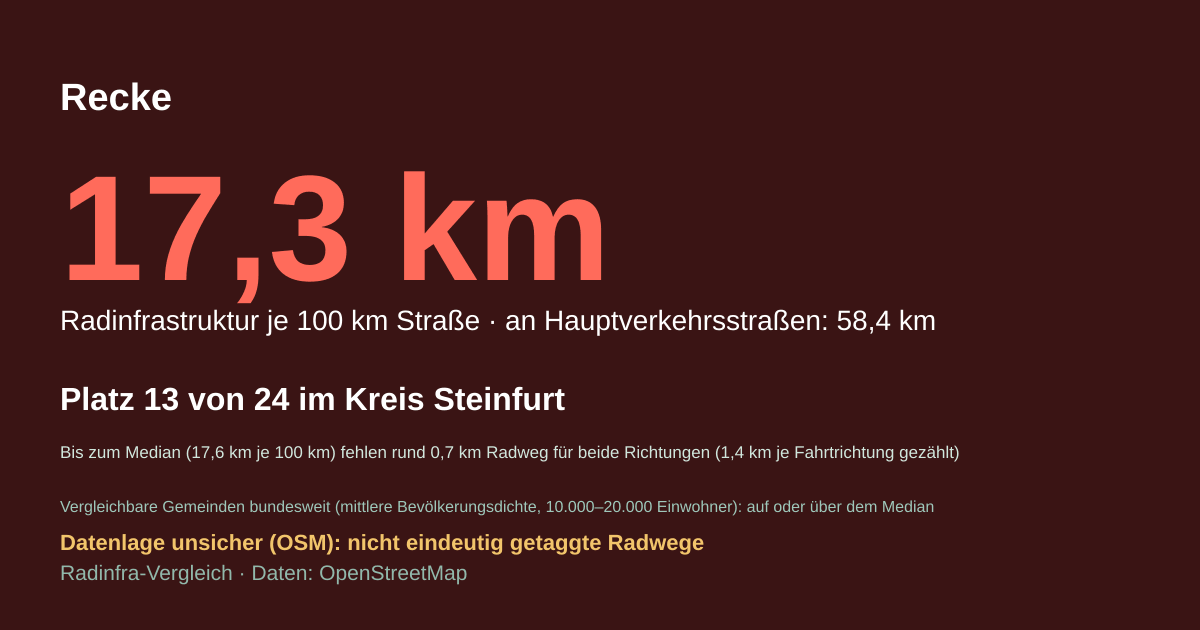 Recke
17,3 km
Radinfrastruktur je 100 km Straße · an Hauptverkehrsstraßen: 58,4 km
Platz 13 von 24 im Kreis Steinfurt
Bis zum Median (17,6 km je 100 km) fehlen rund 0,7 km Radweg für beide Richtungen (1,4 km je Fahrtrichtung gezählt)
Vergleichbare Gemeinden bundesweit (mittlere Bevölkerungsdichte, 10.000–20.000 Einwohner): auf oder über dem Median
Datenlage unsicher (OSM): nicht eindeutig getaggte Radwege
Radinfra-Vergleich · Daten: OpenStreetMap